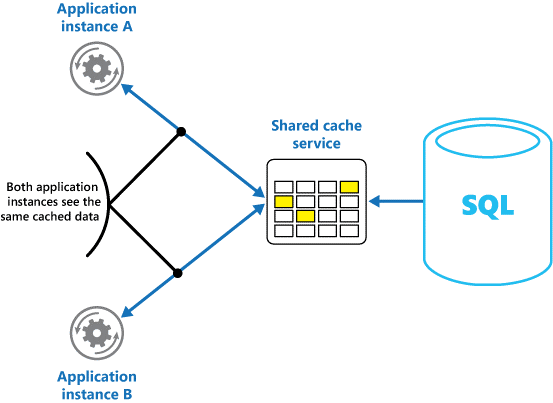 Application
instance A
Shared cache
service
Both application
instances see the
same cached data
SQL
Application
instance B